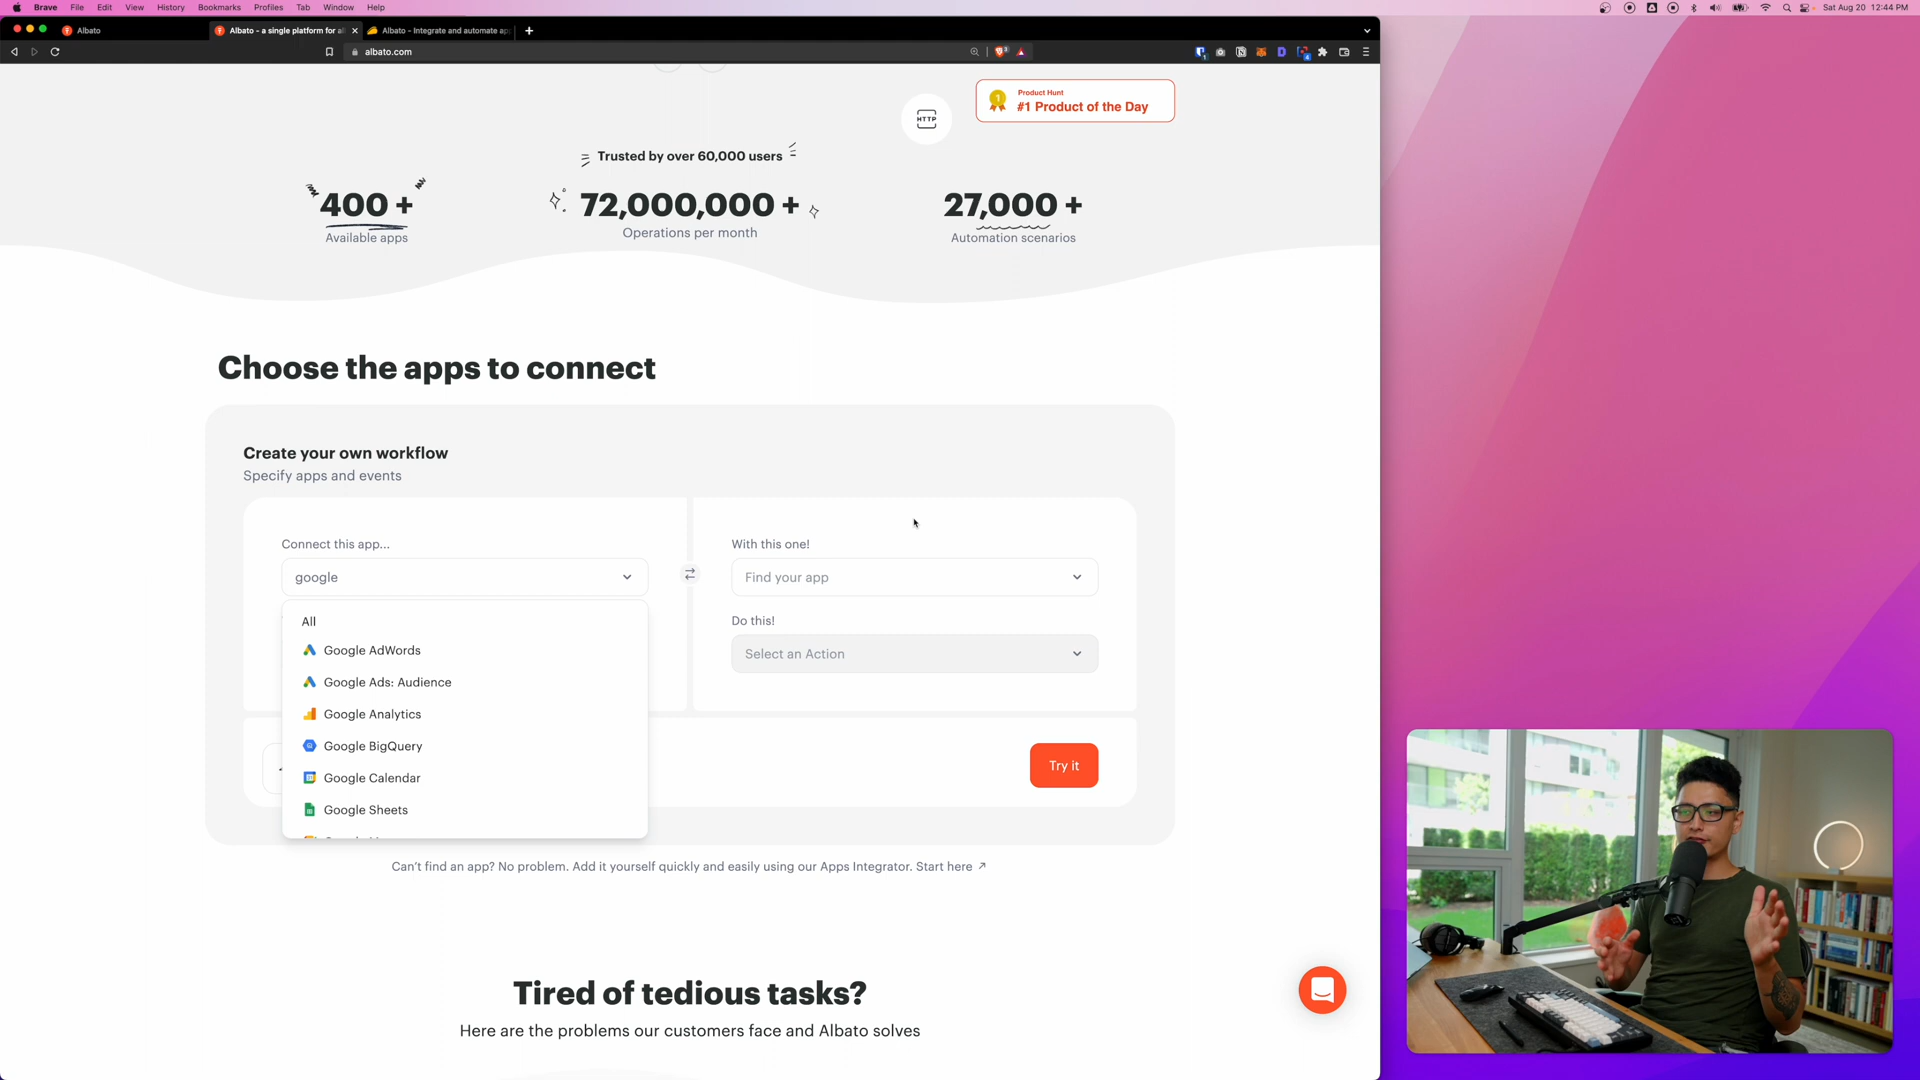 Brave File Edit View History Bookmarks Profiles Tab Window Help Sat Aug 20 12:44 PM
Albato Albato - a single platform for al Albato - Integrate and automate ap
albato.com
Product Hunt
#1 Product of the Day
HTTP
Trusted by over 60,000 users
400 + 72,000,000 + 27,000 +
Available apps Operations per month Automation scenarios
Choose the apps to connect
Create your own workflow
Specify apps and events
Connect this app... With this one!
google Find your app
All Do this!
Google AdWords Select an Action
Google Ads: Audience
Google Analytics
Google BigQuery
Google Calendar Try it
Google Sheets
Can't find an app? No problem. Add it yourself quickly and easily using our Apps Integrator. Start here ↗
Tired of tedious tasks?
Here are the problems our customers face and Albato solves